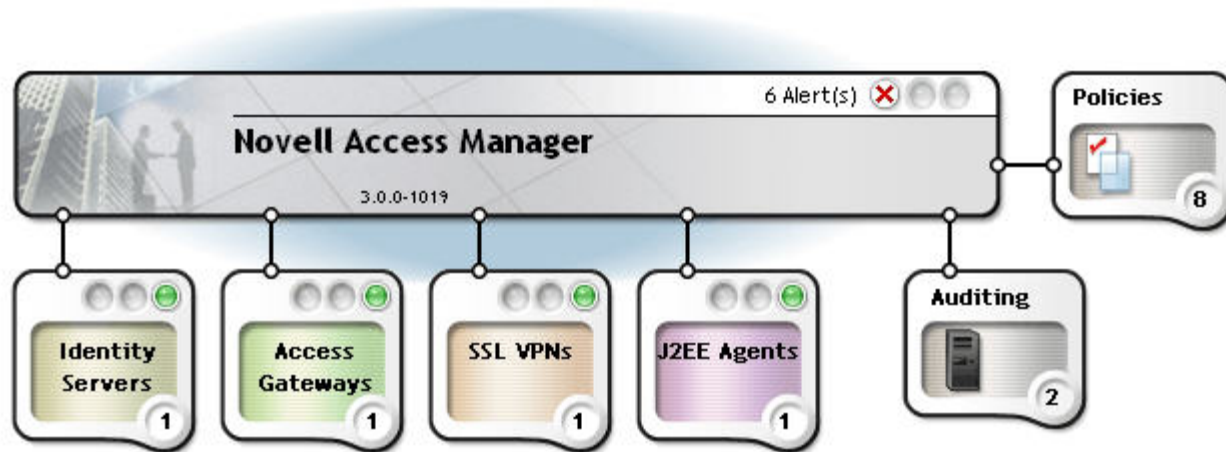 6 Alert(s)
Novell Access Manager
3.0.0-1019
Policies
8
Identity
Servers
1
Access
Gateways
1
SSL VPNs
1
J2EE Agents
1
Auditing
2